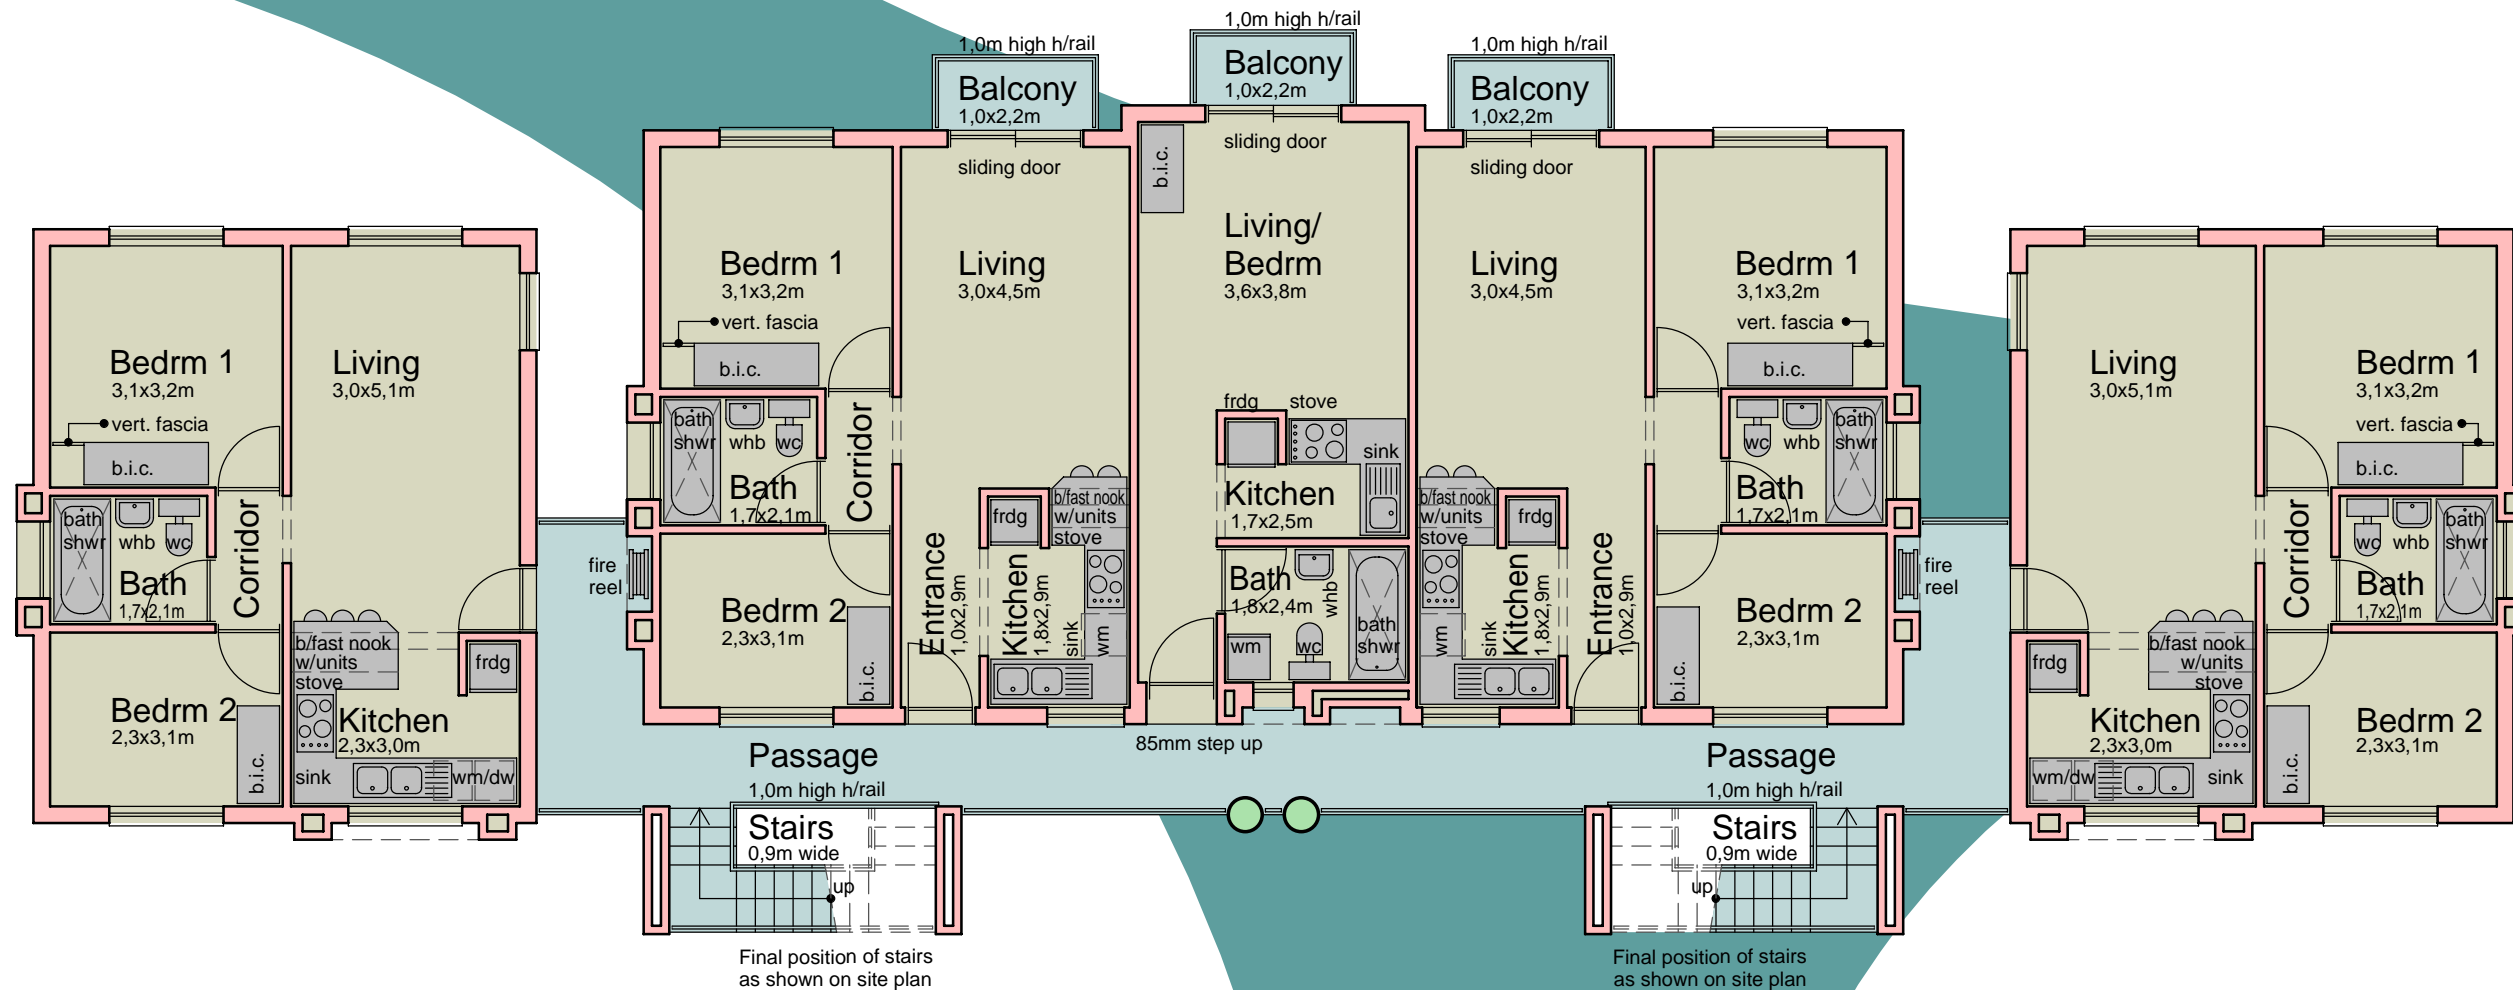 1,0m high h/rail
Balcony
1,0x2,2m
sliding door
1,0m high h/rail
Balcony
1,0x2,2m
sliding door
1,0m high h/rail
Balcony
1,0x2,2m
sliding door
Bedrm 1
3,1x3,2m
vert. fascia
b.i.c.
Living
3,0x5,1m
bath
shwr
whb
wc
Bath
1,7x2,1m
Corridor
Bedrm 2
2,3x3,1m
b.i.c.
b/fast nook
w/units
stove
frdg
Kitchen
2,3x3,0m
sink
wm/dw
fire
reel
Bedrm 1
3,1x3,2m
vert. fascia
b.i.c.
Living
3,0x4,5m
bath
shwr
whb
wc
Bath
1,7x2,1m
Corridor
Bedrm 2
2,3x3,1m
b.i.c.
Entrance
1,0x2,9m
frdg
b/fast nook
w/units
stove
Kitchen
1,8x2,9m
sink
wm
b.i.c.
Living/
Bedrm
3,6x3,8m
frdg
stove
sink
Kitchen
1,7x2,5m
Bath
1,8x2,4m
whb
wm
wc
bath
shwr
85mm step up
Living
3,0x4,5m
Bedrm 1
3,1x3,2m
vert. fascia
b.i.c.
b/fast nook
w/units
stove
frdg
wm
sink
Kitchen
1,8x2,9m
Entrance
1,0x2,9m
wc
whb
bath
shwr
Bath
1,7x2,1m
Bedrm 2
2,3x3,1m
b.i.c.
fire
reel
Living
3,0x5,1m
Bedrm 1
3,1x3,2m
vert. fascia
b.i.c.
Corridor
wc
whb
bath
shwr
Bath
1,7x2,1m
frdg
b/fast nook
w/units
stove
Kitchen
2,3x3,0m
wm/dw
sink
Bedrm 2
2,3x3,1m
b.i.c.
Passage
1,0m high h/rail
Stairs
0,9m wide
up
Final position of stairs
as shown on site plan
Passage
1,0m high h/rail
Stairs
0,9m wide
up
Final position of stairs
as shown on site plan